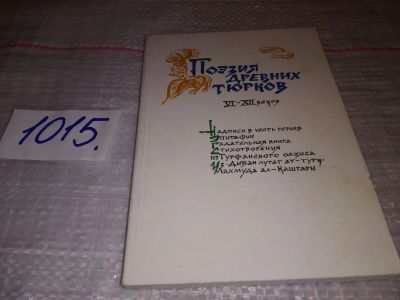 1015.
Поэзия
древних
тюрков
VI-XII веков
Надписи в честь героев
Эпитафии
Гадательная книга
Стихотворения
из Турфанского оазиса
Из „Диван лугат ат-турк“
Махмуда ал-Кашгари